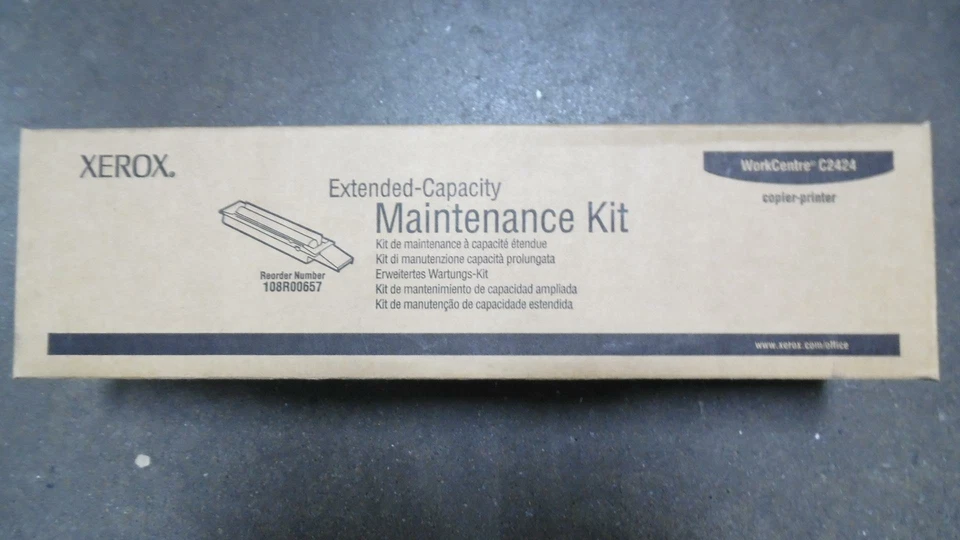 XEROX®
WorkCentre® C2424
copier-printer
Extended-Capacity
Maintenance Kit
Kit de maintenance à capacité étendue
Kit di manutenzione capacità prolungata
Erweitertes Wartungs-Kit
Kit de mantenimiento de capacidad ampliada
Kit de manutenção de capacidade estendida
Reorder Number
108R00657
www.xerox.com/office